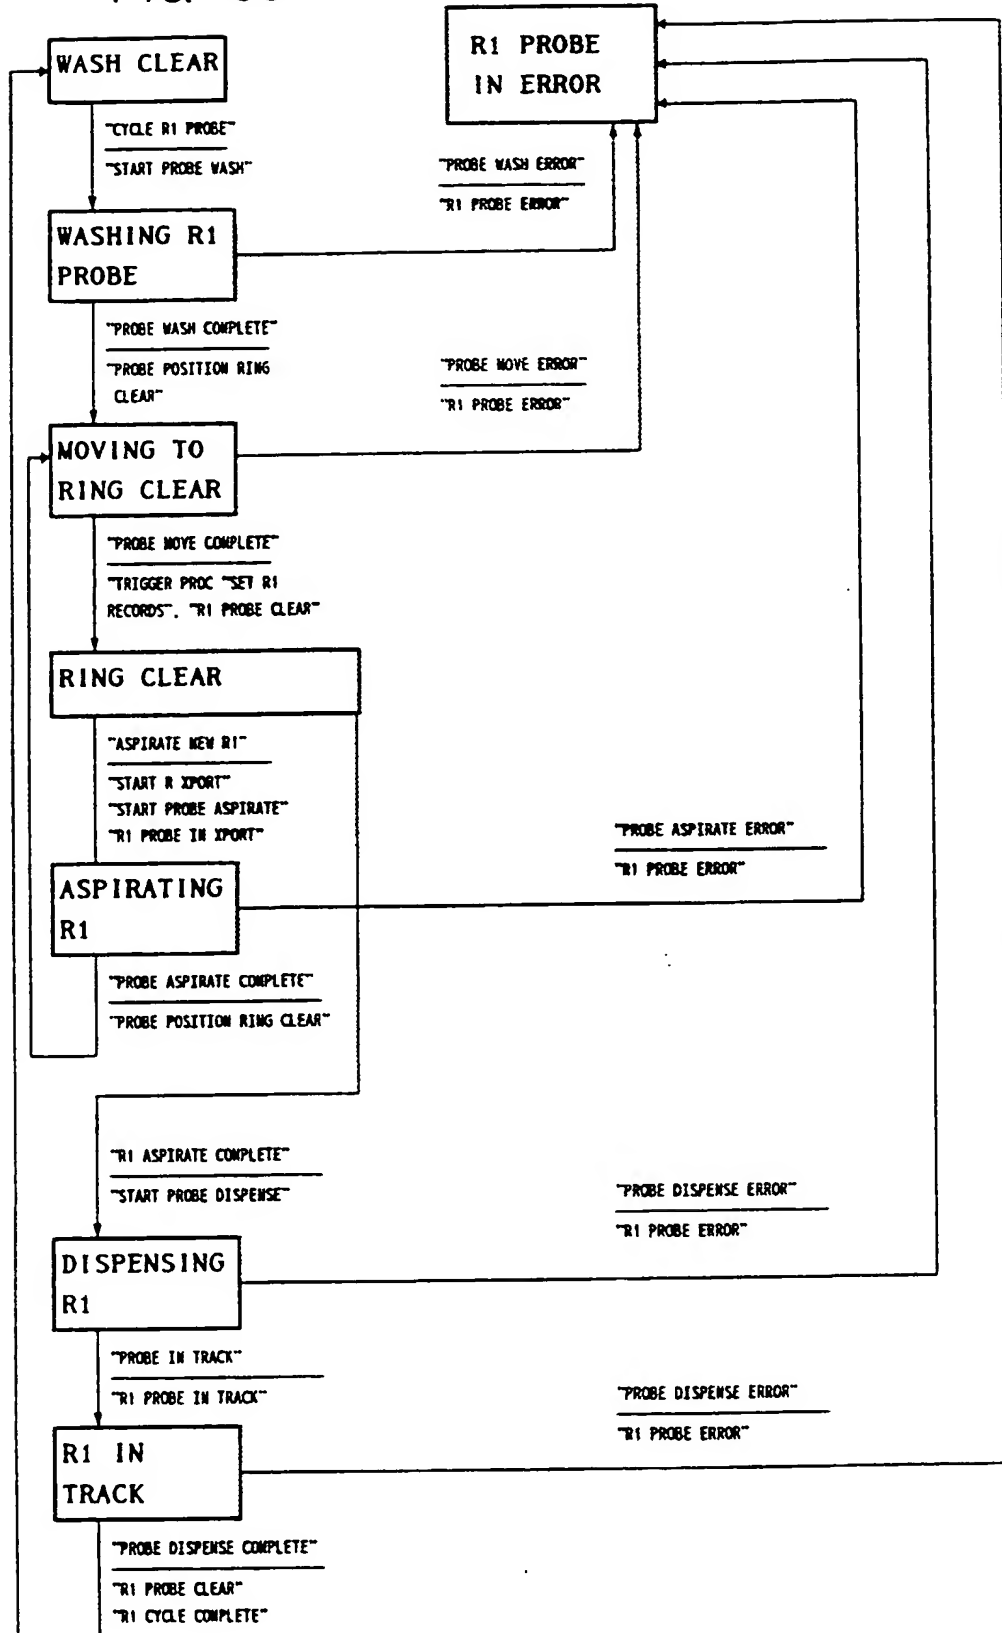 R1 PROBE
IN ERROR
WASH CLEAR
"CYCLE R1 PROBE"
"START PROBE WASH"
"PROBE WASH ERROR"
"R1 PROBE ERROR"
WASHING R1
PROBE
"PROBE WASH COMPLETE"
"PROBE POSITION RING
CLEAR"
"PROBE MOVE ERROR"
"R1 PROBE ERROR"
MOVING TO
RING CLEAR
"PROBE MOVE COMPLETE"
"TRIGGER PROC "SET R1
RECORDS", "R1 PROBE CLEAR"
RING CLEAR
"ASPIRATE NEW R1"
"START R XPORT"
"START PROBE ASPIRATE"
"R1 PROBE IN XPORT"
"PROBE ASPIRATE ERROR"
"R1 PROBE ERROR"
ASPIRATING
R1
"PROBE ASPIRATE COMPLETE"
"PROBE POSITION RING CLEAR"
"R1 ASPIRATE COMPLETE"
"START PROBE DISPENSE"
"PROBE DISPENSE ERROR"
"R1 PROBE ERROR"
DISPENSING
R1
"PROBE IN TRACK"
"R1 PROBE IN TRACK"
"PROBE DISPENSE ERROR"
"R1 PROBE ERROR"
R1 IN
TRACK
"PROBE DISPENSE COMPLETE"
"R1 PROBE CLEAR"
"R1 CYCLE COMPLETE"